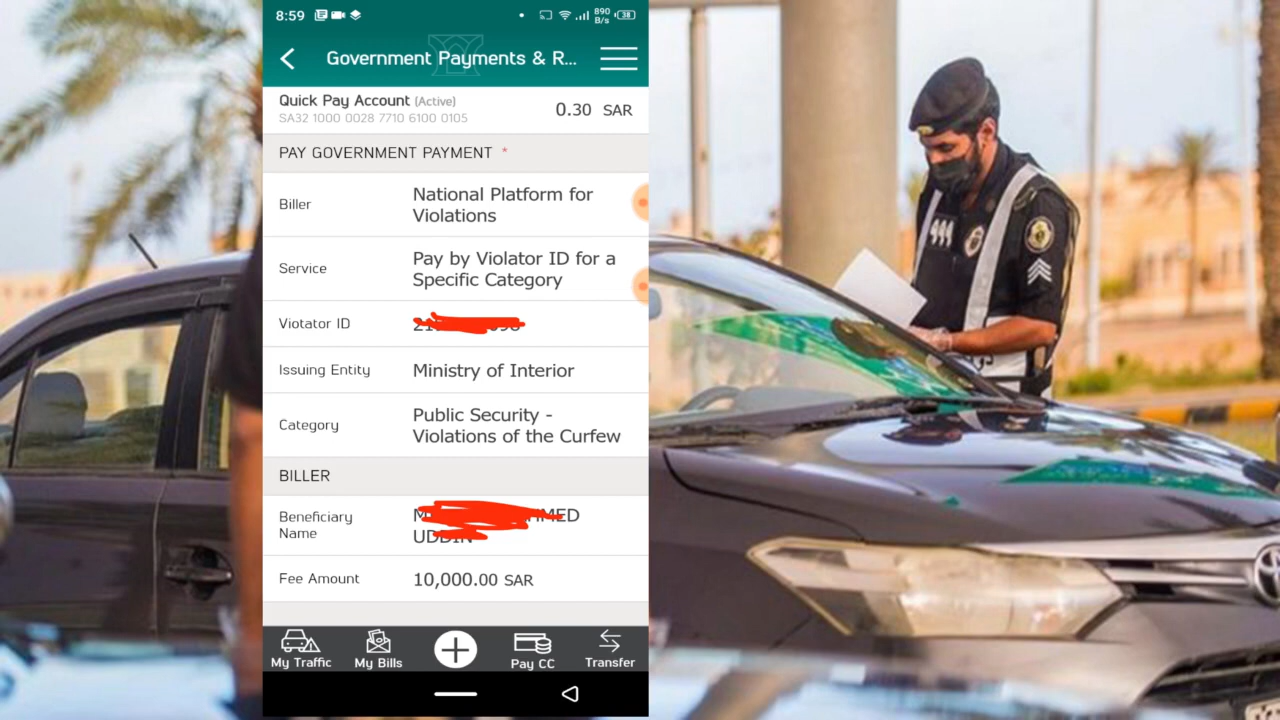 8:59
890
B/s
38
Government Payments & R...
Quick Pay Account (Active)
0.30 SAR
SA32 1000 0028 7710 6100 0105
PAY GOVERNMENT PAYMENT *
Biller
National Platform for
Violations
Service
Pay by Violator ID for a
Specific Category
Viotator ID
Issuing Entity
Ministry of Interior
Category
Public Security -
Violations of the Curfew
BILLER
Beneficiary
Name
Fee Amount
10,000.00 SAR
My Traffic
My Bills
Pay CC
Transfer